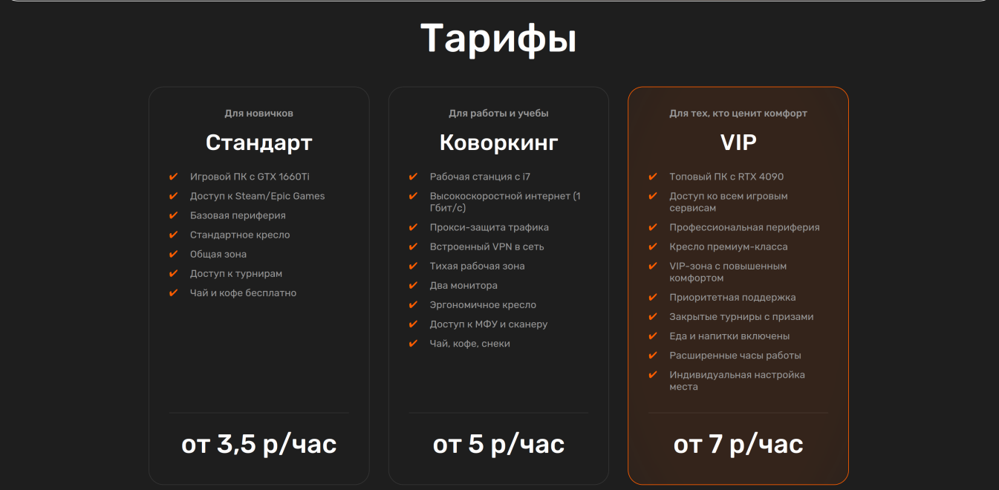 Тарифы
Для новичков
Стандарт
✔ Игровой ПК с GTX 1660Ti
✔ Доступ к Steam/Epic Games
✔ Базовая периферия
✔ Стандартное кресло
✔ Общая зона
✔ Доступ к турнирам
✔ Чай и кофе бесплатно
от 3,5 р/час
Для работы и учебы
Коворкинг
✔ Рабочая станция с i7
✔ Высокоскоростной интернет (1
Гбит/с)
✔ Прокси-защита трафика
✔ Встроенный VPN в сеть
✔ Тихая рабочая зона
✔ Два монитора
✔ Эргономичное кресло
✔ Доступ к МФУ и сканеру
✔ Чай, кофе, снеки
от 5 р/час
Для тех, кто ценит комфорт
VIP
✔ Топовый ПК с RTX 4090
✔ Доступ ко всем игровым
сервисам
✔ Профессиональная периферия
✔ Кресло премиум-класса
✔ VIP-зона с повышенным
комфортом
✔ Приоритетная поддержка
✔ Закрытые турниры с призами
✔ Еда и напитки включены
✔ Расширенные часы работы
✔ Индивидуальная настройка
места
от 7 р/час